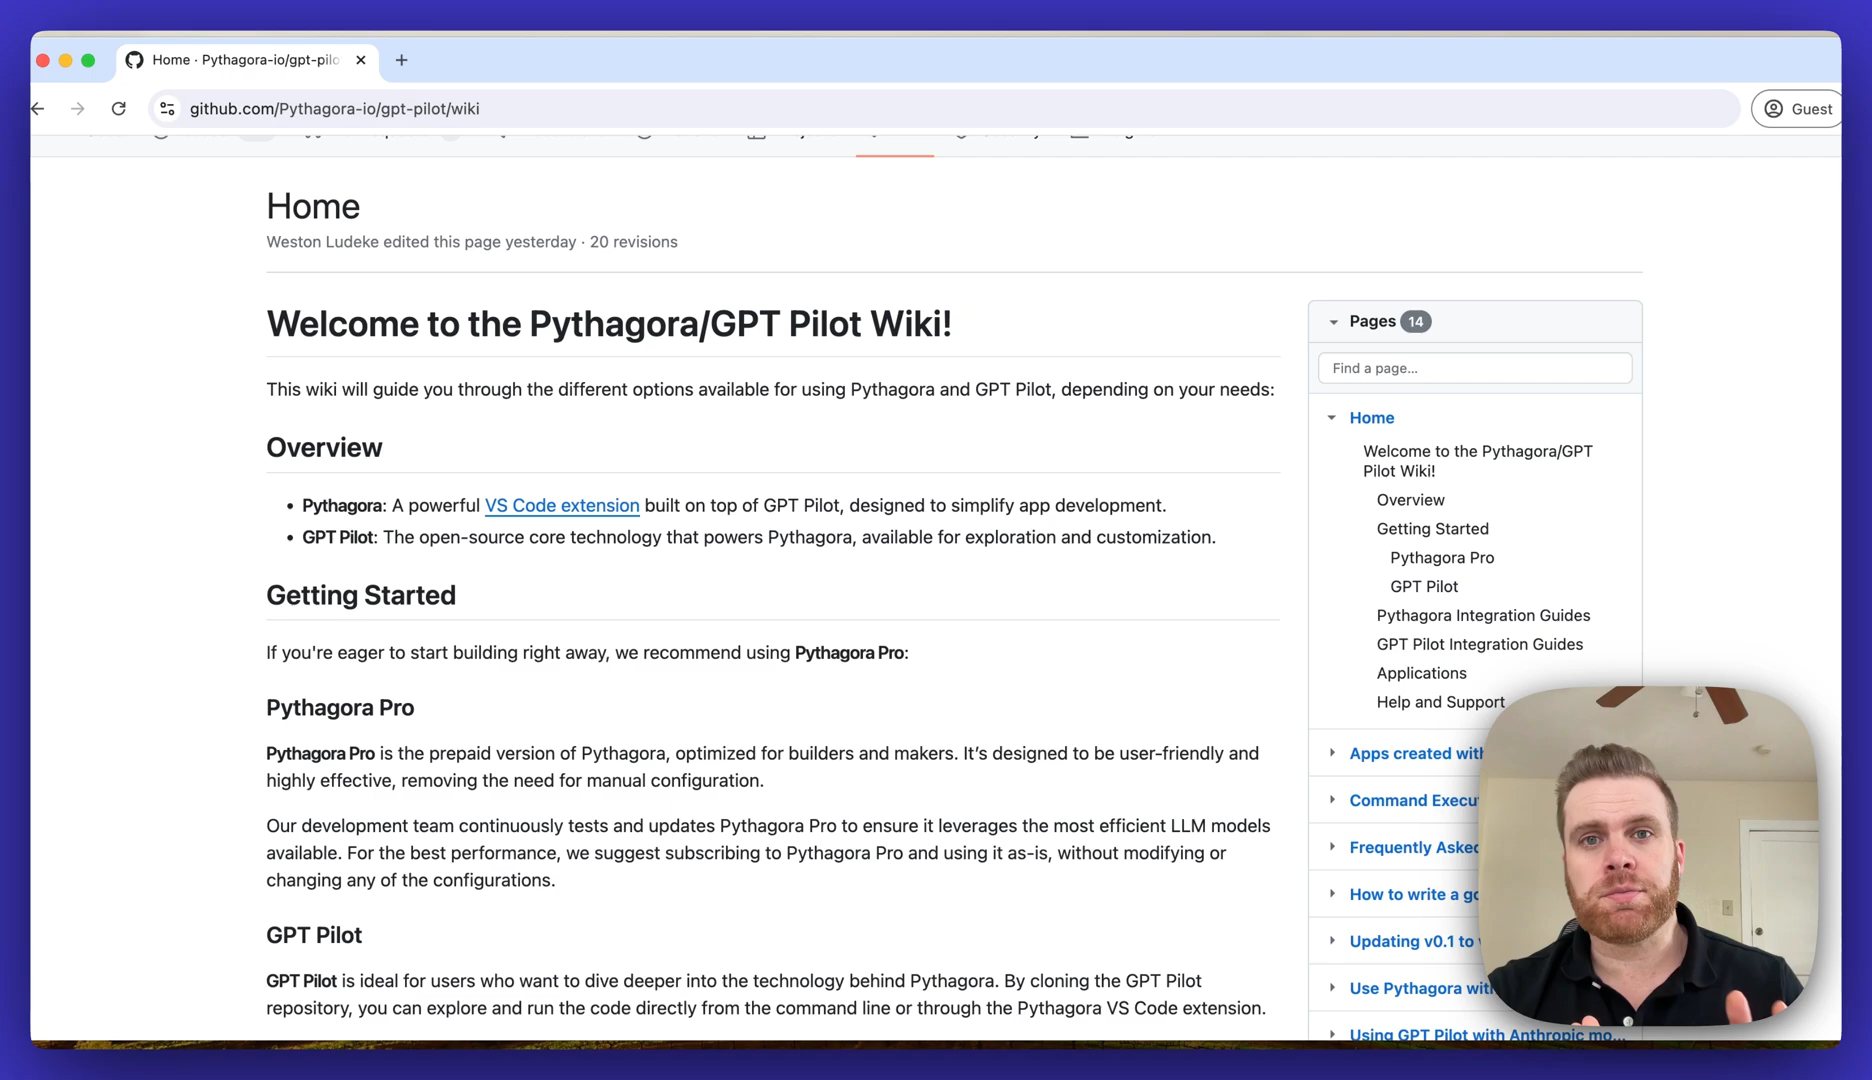 Home · Pythagora-io/gpt-pilo
github.com/Pythagora-io/gpt-pilot/wiki
Guest
Home
Weston Ludeke edited this page yesterday · 20 revisions
Welcome to the Pythagora/GPT Pilot Wiki!
This wiki will guide you through the different options available for using Pythagora and GPT Pilot, depending on your needs:
Overview
• Pythagora: A powerful VS Code extension built on top of GPT Pilot, designed to simplify app development.
• GPT Pilot: The open-source core technology that powers Pythagora, available for exploration and customization.
Getting Started
If you're eager to start building right away, we recommend using Pythagora Pro:
Pythagora Pro
Pythagora Pro is the prepaid version of Pythagora, optimized for builders and makers. It’s designed to be user-friendly and
highly effective, removing the need for manual configuration.
Our development team continuously tests and updates Pythagora Pro to ensure it leverages the most efficient LLM models
available. For the best performance, we suggest subscribing to Pythagora Pro and using it as-is, without modifying or
changing any of the configurations.
GPT Pilot
GPT Pilot is ideal for users who want to dive deeper into the technology behind Pythagora. By cloning the GPT Pilot
repository, you can explore and run the code directly from the command line or through the Pythagora VS Code extension.
Pages 14
Find a page...
Home
Welcome to the Pythagora/GPT
Pilot Wiki!
Overview
Getting Started
Pythagora Pro
GPT Pilot
Pythagora Integration Guides
GPT Pilot Integration Guides
Applications
Help and Support
Apps created with
Command Execu
Frequently Asked
How to write a go
Updating v0.1 to
Use Pythagora with
Using GPT Pilot with Anthropic mo...